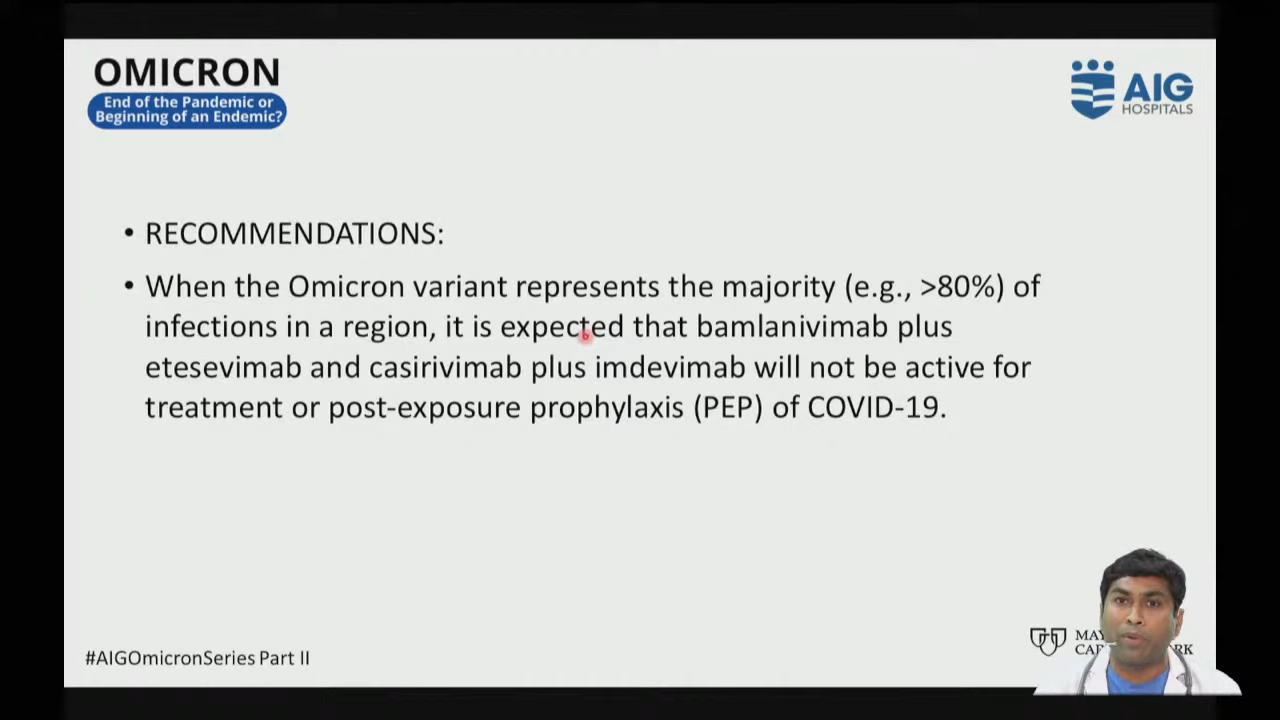 OMICRON
End of the Pandemic or
Beginning of an Endemic?
AIG
HOSPITALS
• RECOMMENDATIONS:
• When the Omicron variant represents the majority (e.g., >80%) of
infections in a region, it is expected that bamlanivimab plus
etesevimab and casirivimab plus imdevimab will not be active for
treatment or post-exposure prophylaxis (PEP) of COVID-19.
#AIGOmicronSeries Part II